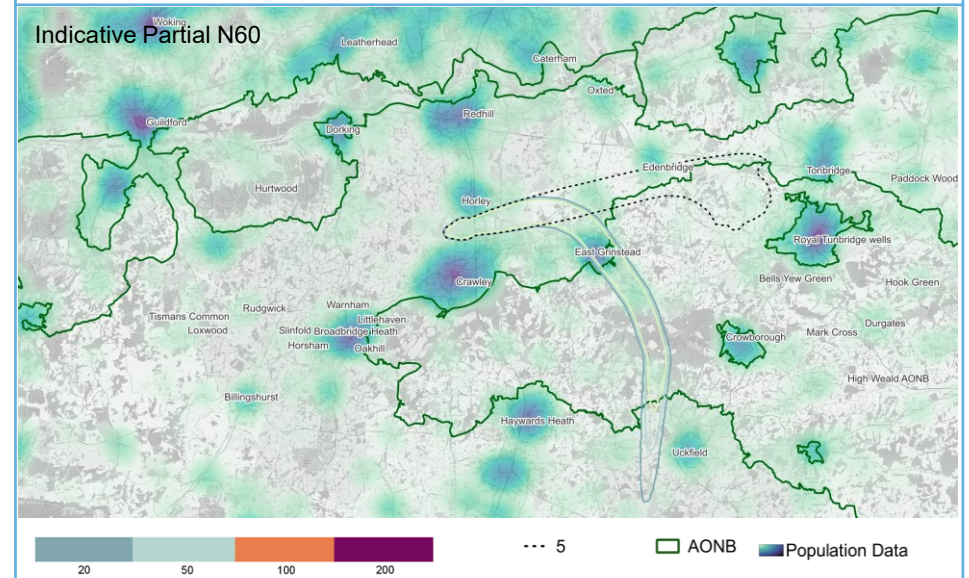 Indicative Partial N60
Woking
Leatherhead
Caterham
Oxted
Guildford
Redhill
Dorking
Edenbridge
Tonbridge
Paddock Wood
Hurtwood
Horley
Royal Tunbridge wells
East Grinstead
Crawley
Bells Yew Green
Hook Green
Rudgwick
Warnham
Tismans Common
Littlehaven
Loxwood
Slinfold Broadbridge Heath
Horsham
Oakhill
Durgates
Mark Cross
Crowborough
High Weald AONB
Billingshurst
Haywards Heath
Uckfield
20 50 100 200
5
AONB
Population Data